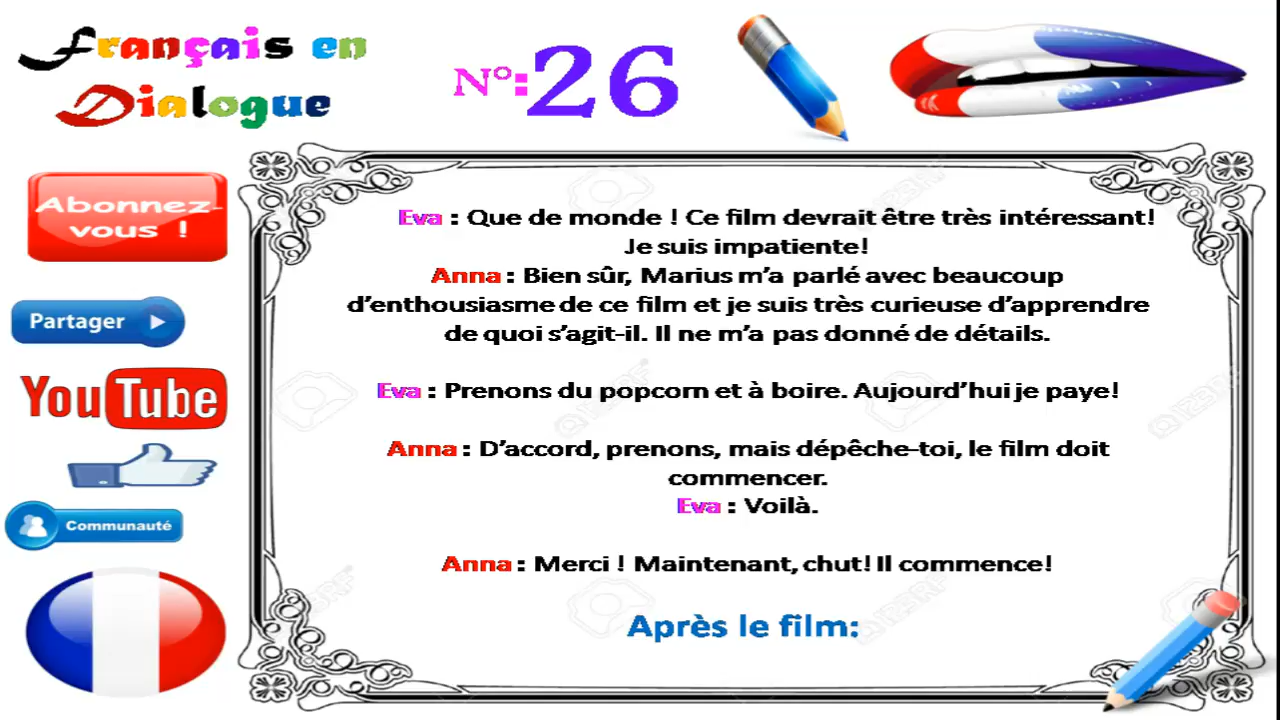 Français en
Dialogue
N°:26
Abonnez-
vous !
Partager
YouTube
Communauté
Eva : Que de monde ! Ce film devrait être très intéressant!
Je suis impatiente!
Anna : Bien sûr, Marius m’a parlé avec beaucoup
d’enthousiasme de ce film et je suis très curieuse d’apprendre
de quoi s’agit-il. Il ne m’a pas donné de détails.
Eva : Prenons du popcorn et à boire. Aujourd’hui je paye!
Anna : D’accord, prenons, mais dépêche-toi, le film doit
commencer.
Eva : Voilà.
Anna : Merci ! Maintenant, chut! Il commence!
Après le film: